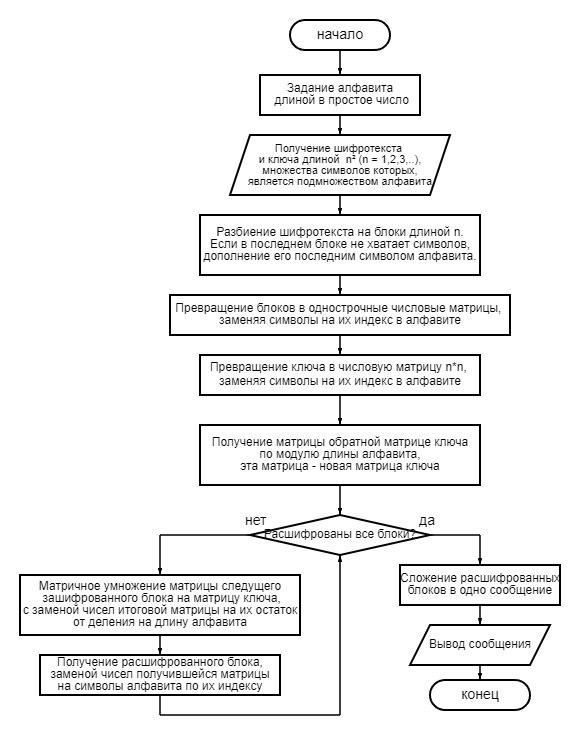 начало
Задание алфавита
длиной в простое число
Получение шифротекста
и ключа длиной n² (n = 1,2,3,..),
множества символов которых,
является подмножеством алфавита
Разбиение шифротекста на блоки длиной n.
Если в последнем блоке не хватает символов,
дополнение его последним символом алфавита.
Превращение блоков в однострочные числовые матрицы,
заменяя символы на их индекс в алфавите
Превращение ключа в числовую матрицу n*n,
заменяя символы на их индекс в алфавите
Получение матрицы обратной матрице ключа
по модулю длины алфавита,
эта матрица - новая матрица ключа
нет
да
Расшифрованы все блоки?
Матричное умножение матрицы следущего
зашифрованного блока на матрицу ключа,
с заменой чисел итоговой матрицы на их остаток
от деления на длину алфавита
Получение расшифрованного блока,
заменой чисел получившейся матрицы
на символы алфавита по их индексу
Сложение расшифрованных
блоков в одно сообщение
Вывод сообщения
конец